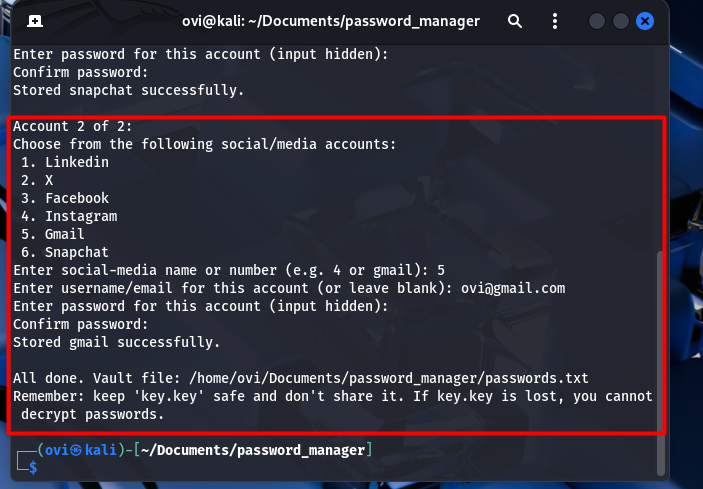 ovi@kali: ~/Documents/password_manager
Enter password for this account (input hidden):
Confirm password:
Stored snapchat successfully.
Account 2 of 2:
Choose from the following social/media accounts:
1. Linkedin
2. X
3. Facebook
4. Instagram
5. Gmail
6. Snapchat
Enter social-media name or number (e.g. 4 or gmail): 5
Enter username/email for this account (or leave blank): ovi@gmail.com
Enter password for this account (input hidden):
Confirm password:
Stored gmail successfully.
All done. Vault file: /home/ovi/Documents/password_manager/passwords.txt
Remember: keep 'key.key' safe and don't share it. If key.key is lost, you cannot
decrypt passwords.
┌──(ovi㉿kali)-[~/Documents/password_manager]
└─$